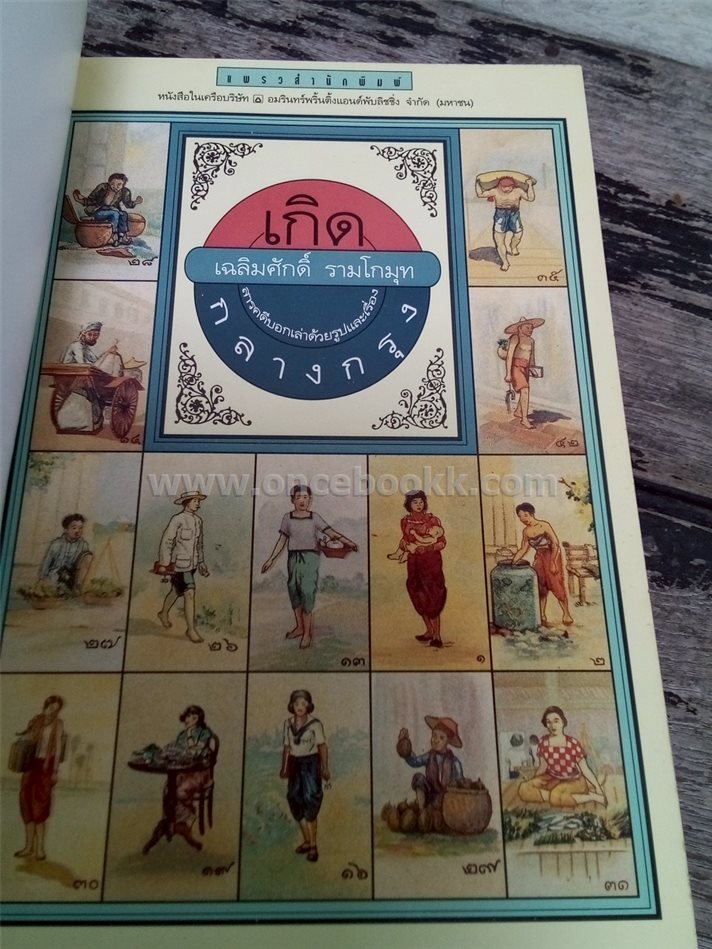 แพรวสำนักพิมพ์
หนังสือในเครือบริษัท อมรินทร์พริ้นติ้งแอนด์พับลิชชิ่ง จำกัด (มหาชน)
เกิด
เฉลิมศักดิ์ รามโกมุท
สารคดีบอกเล่าด้วยรูปและเรื่อง
กลางกรุง
๒๘
๓๕
๑๔
๔๒
www.oncebookk.com
๒๗
๒๖
๑๓
๑
๒
๓๐
๑๗
๑๖
๒๗
๓๑